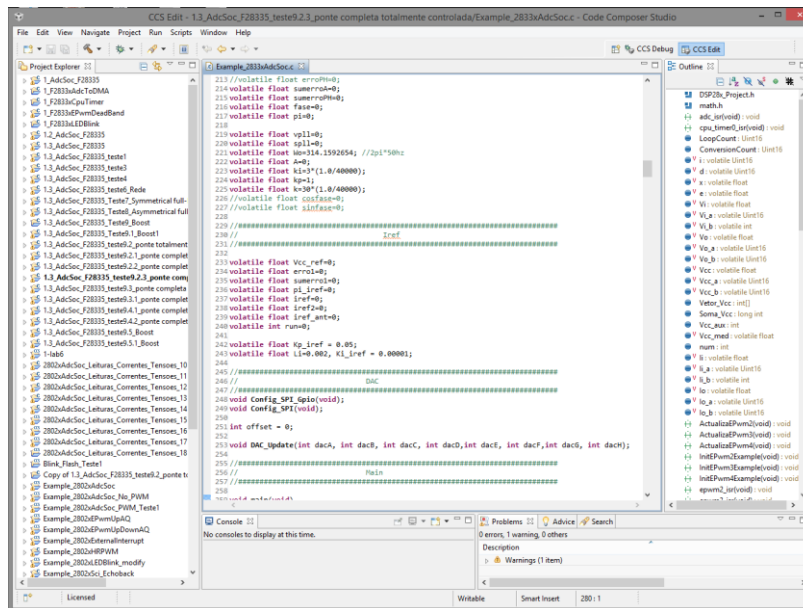 CCS Edit - 1.3_AdcSoc_F28335_teste9.2.3_ponte completa totalmente controlada/Example_2833xAdcSoc.c - Code Composer Studio
File Edit View Navigate Project Run Scripts Window Help
CCS Debug CCS Edit
Project Explorer
1_AdcSoc_F28335
1_F2833xAdcToDMA
1_F2833xCpuTimer
1_F2833xEPwmDeadBand
1_F2833xLEDBlink
1.2_AdcSoc_F28335
1.3_AdcSoc_F28335
1.3_AdcSoc_F28335_teste1
1.3_AdcSoc_F28335_teste3
1.3_AdcSoc_F28335_teste4
1.3_AdcSoc_F28335_teste6_Rede
1.3_AdcSoc_F28335_Teste7_Symmetrical full-
1.3_AdcSoc_F28335_Teste8_Asymmetrical full
1.3_AdcSoc_F28335_Teste9_Boost
1.3_AdcSoc_F28335_Teste9.1_Boost1
1.3_AdcSoc_F28335_teste9.2_ponte totalment
1.3_AdcSoc_F28335_teste9.2.1_ponte complet
1.3_AdcSoc_F28335_teste9.2.2_ponte complet
1.3_AdcSoc_F28335_teste9.2.3_ponte com
1.3_AdcSoc_F28335_teste9.3_ponte completa
1.3_AdcSoc_F28335_teste9.3.1_ponte complet
1.3_AdcSoc_F28335_teste9.4.1_ponte complet
1.3_AdcSoc_F28335_teste9.4.2_ponte complet
1.3_AdcSoc_F28335_teste9.5_Boost
1.3_AdcSoc_F28335_teste9.5.1_Boost
1-lab6
2802xAdcSoc_Leituras_Correntes_Tensoes_10
2802xAdcSoc_Leituras_Correntes_Tensoes_11
2802xAdcSoc_Leituras_Correntes_Tensoes_12
2802xAdcSoc_Leituras_Correntes_Tensoes_13
2802xAdcSoc_Leituras_Correntes_Tensoes_14
2802xAdcSoc_Leituras_Correntes_Tensoes_15
2802xAdcSoc_Leituras_Correntes_Tensoes_16
2802xAdcSoc_Leituras_Correntes_Tensoes_17
2802xAdcSoc_Leituras_Correntes_Tensoes_18
Blink_Flash_Teste1
Copy of 1.3_AdcSoc_F28335_teste9.2_ponte to
Example_2802xAdcSoc
Example_2802xAdcSoc_No_PWM
Example_2802xAdcSoc_PWM_Teste1
Example_2802xEPwmUpAQ
Example_2802xEPwmUpDownAQ
Example_2802xExternalInterrupt
Example_2802xHRPWM
Example_2802xLEDBlink_modify
Example_2802xSci_Echoback
Example_2833xAdcSoc.c
213 //volatile float erroPH=0;
214 volatile float sumerroA=0;
215 volatile float sumerroPH=0;
216 volatile float fase=0;
217 volatile float pi=0;
218
219 volatile float vpll=0;
220 volatile float spll=0;
221 volatile float Wo=314.1592654; //2pi*50hz
222 volatile float A=0;
223 volatile float ki=3*(1.0/40000);
224 volatile float kp=1;
225 volatile float k=30*(1.0/40000);
226 //volatile float cosfase=0;
227 //volatile float sinfase=0;
228
229 //######################################################################
230 // Iref
231 //######################################################################
232
233 volatile float Vcc_ref=0;
234 volatile float erro1=0;
235 volatile float sumerro1=0;
236 volatile float pi_iref=0;
237 volatile float iref=0;
238 volatile float iref2=0;
239 volatile float iref_ant=0;
240 volatile int run=0;
241
242 volatile float Kp_iref = 0.05;
243 volatile float Li=0.002, Ki_iref = 0.00001;
244
245 //######################################################################
246 // DAC
247 //######################################################################
248 void Config_SPI_Gpio(void);
249 void Config_SPI(void);
250
251 int offset = 0;
252
253 void DAC_Update(int dacA, int dacB, int dacC, int dacD,int dacE, int dacF,int dacG, int dacH);
254
255 //######################################################################
256 // Main
257 //######################################################################
258
259 void main(void)
Outline
DSP28x_Project.h
math.h
adc_isr(void) : void
cpu_timer0_isr(void) : void
LoopCount : Uint16
ConversionCount : Uint16
i : volatile Uint16
d : volatile Uint16
x : volatile float
e : volatile float
Vi : volatile float
Vi_a : volatile Uint16
Vi_b : volatile int
Vo : volatile float
Vo_a : volatile Uint16
Vo_b : volatile Uint16
Vcc : volatile float
Vcc_a : volatile Uint16
Vcc_b : volatile Uint16
Vetor_Vcc : int[]
Soma_Vcc : long int
Vcc_aux : int
Vcc_med : volatile float
num : int
Ii : volatile float
Ii_a : volatile Uint16
Ii_b : volatile int
Io : volatile float
Io_a : volatile Uint16
Io_b : volatile Uint16
ActualizaEPwm2(void) : void
ActualizaEPwm3(void) : void
ActualizaEPwm4(void) : void
InitEPwm2Example(void) : void
InitEPwm3Example(void) : void
InitEPwm4Example(void) : void
epwm2_isr(void) : void
Console
No consoles to display at this time.
Problems Advice Search
0 errors, 1 warning, 0 others
Description
Warnings (1 item)
Licensed
Writable Smart Insert 280 : 1